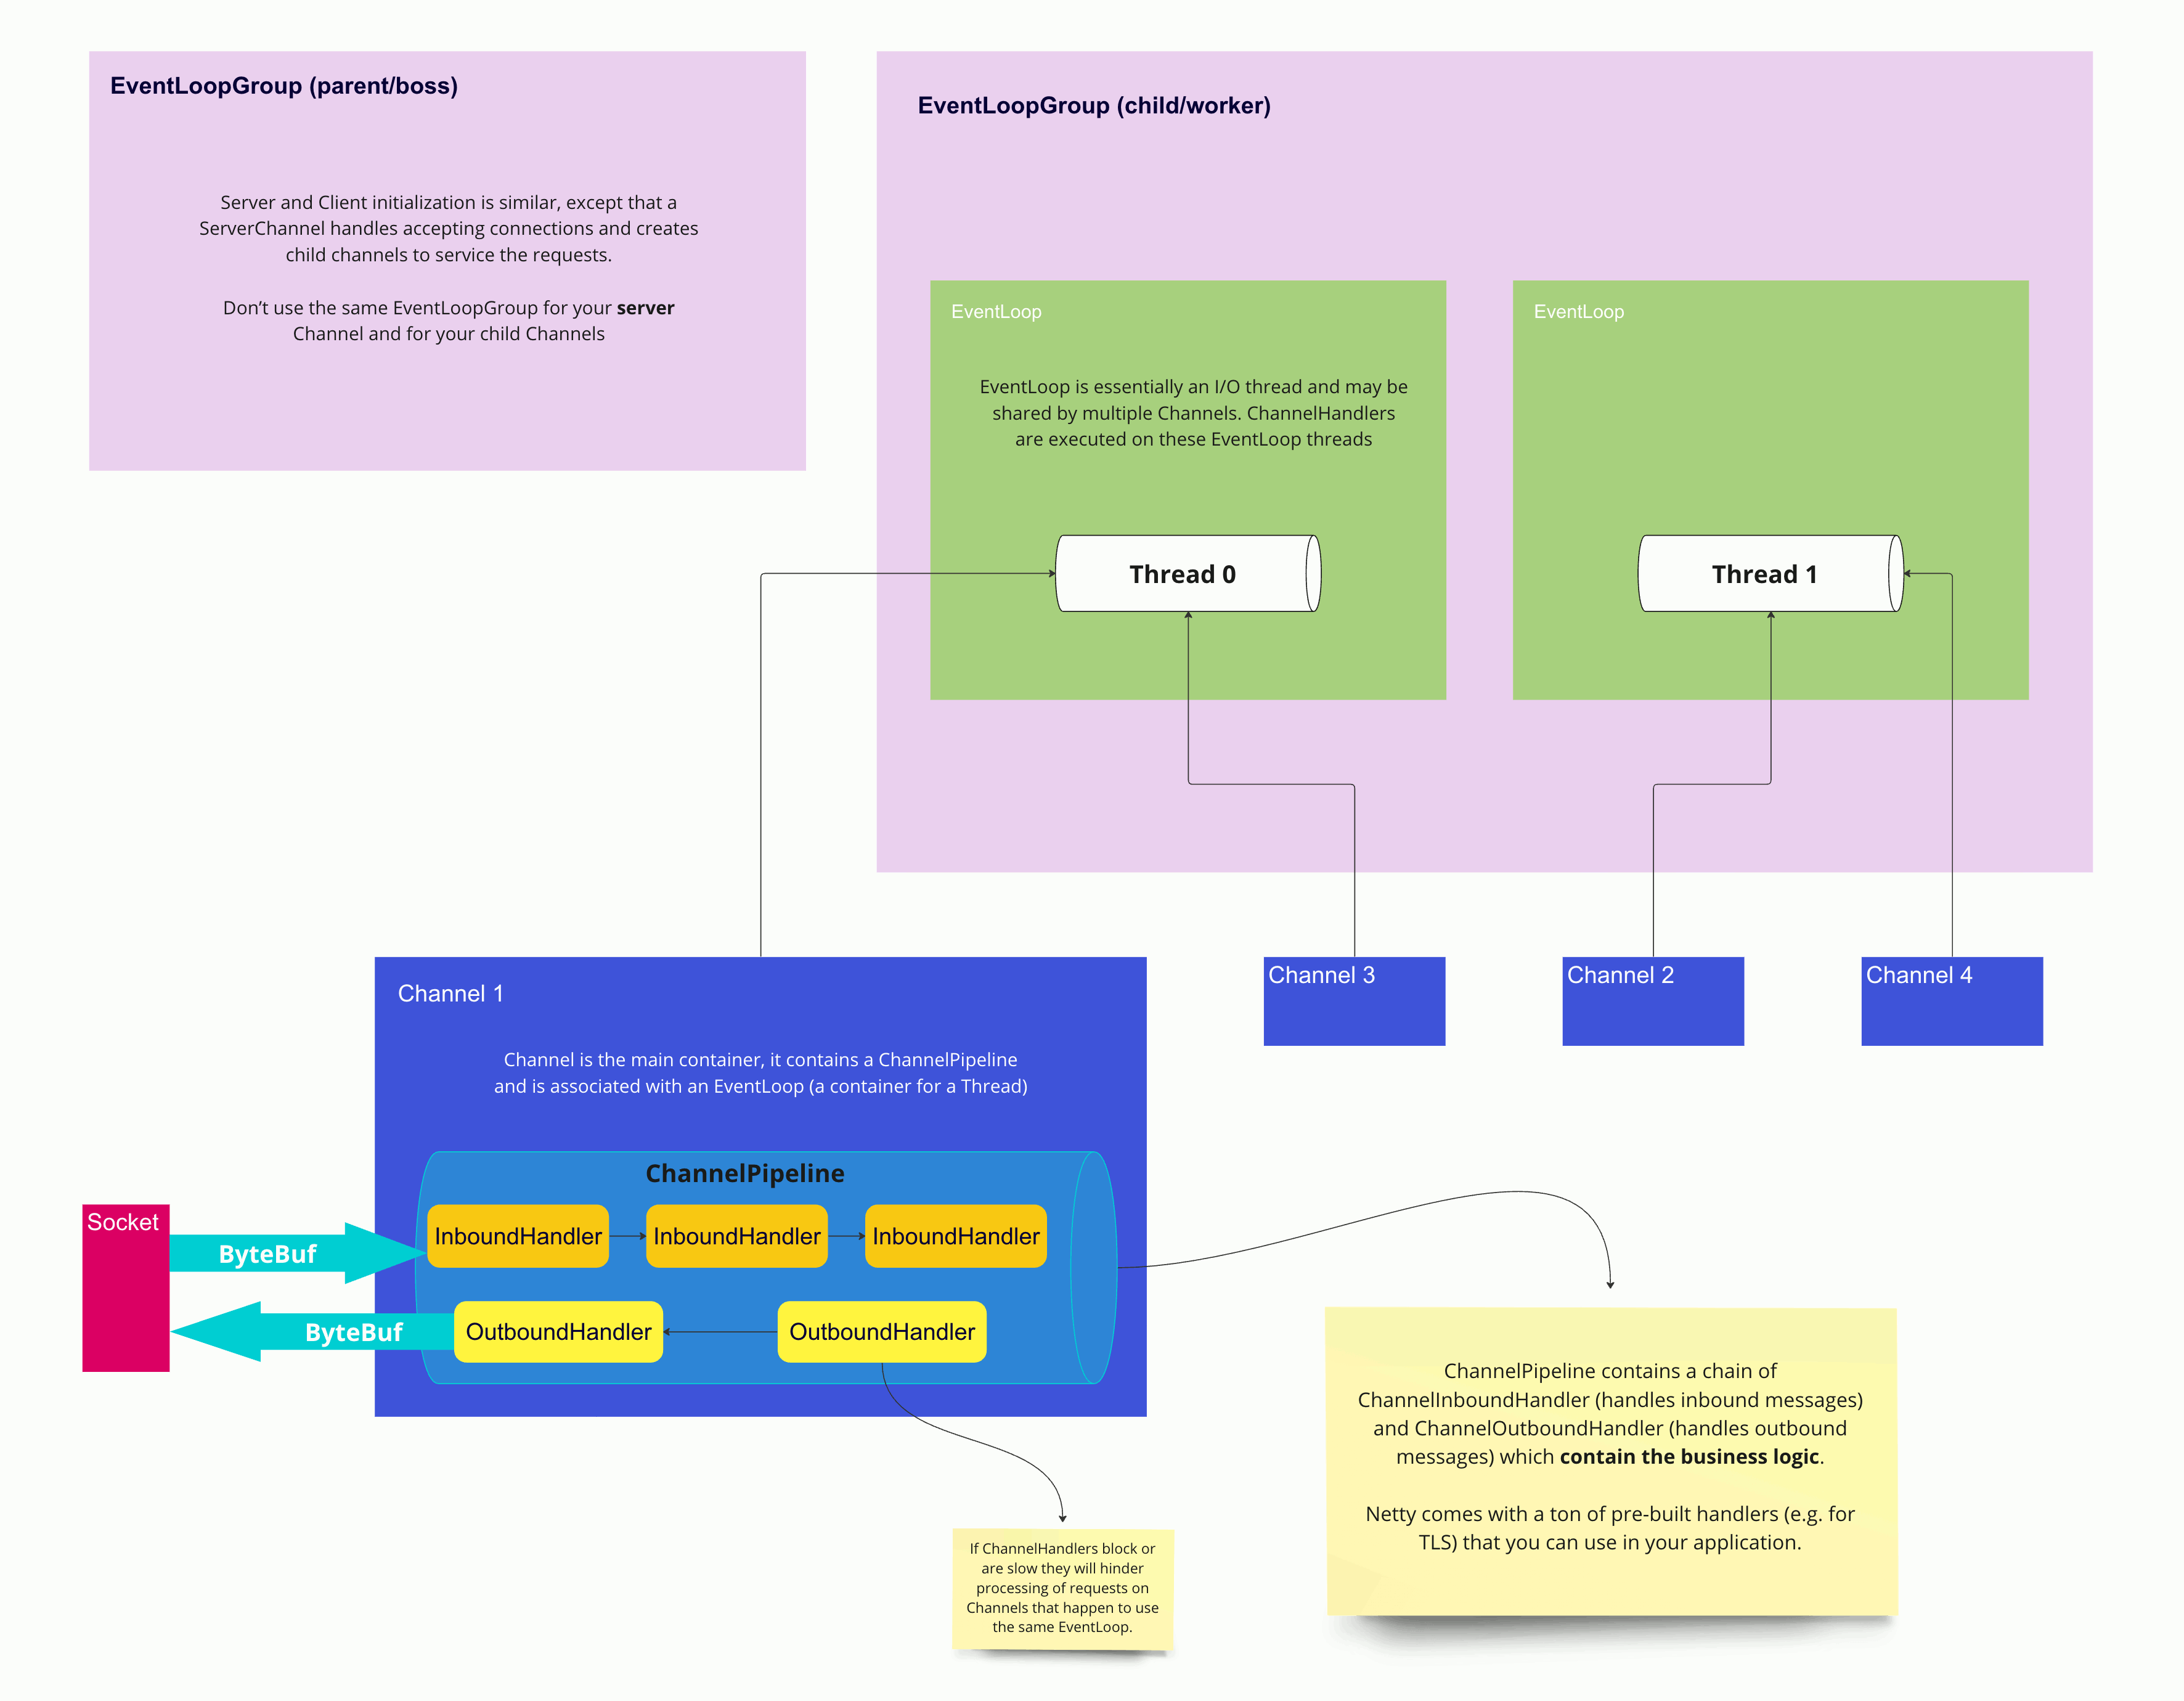 EventLoopGroup (parent/boss)
Server and Client initialization is similar, except that a
ServerChannel handles accepting connections and creates
child channels to service the requests.
Don’t use the same EventLoopGroup for your server
Channel and for your child Channels
EventLoopGroup (child/worker)
EventLoop
EventLoop is essentially an I/O thread and may be
shared by multiple Channels. ChannelHandlers
are executed on these EventLoop threads
Thread 0
EventLoop
Thread 1
Channel 1
Channel is the main container, it contains a ChannelPipeline
and is associated with an EventLoop (a container for a Thread)
Channel 3
Channel 2
Channel 4
ChannelPipeline
Socket
ByteBuf
InboundHandler
InboundHandler
InboundHandler
ByteBuf
OutboundHandler
OutboundHandler
ChannelPipeline contains a chain of
ChannelInboundHandler (handles inbound messages)
and ChannelOutboundHandler (handles outbound
messages) which contain the business logic.
Netty comes with a ton of pre-built handlers (e.g. for
TLS) that you can use in your application.
If ChannelHandlers block or
are slow they will hinder
processing of requests on
Channels that happen to use
the same EventLoop.